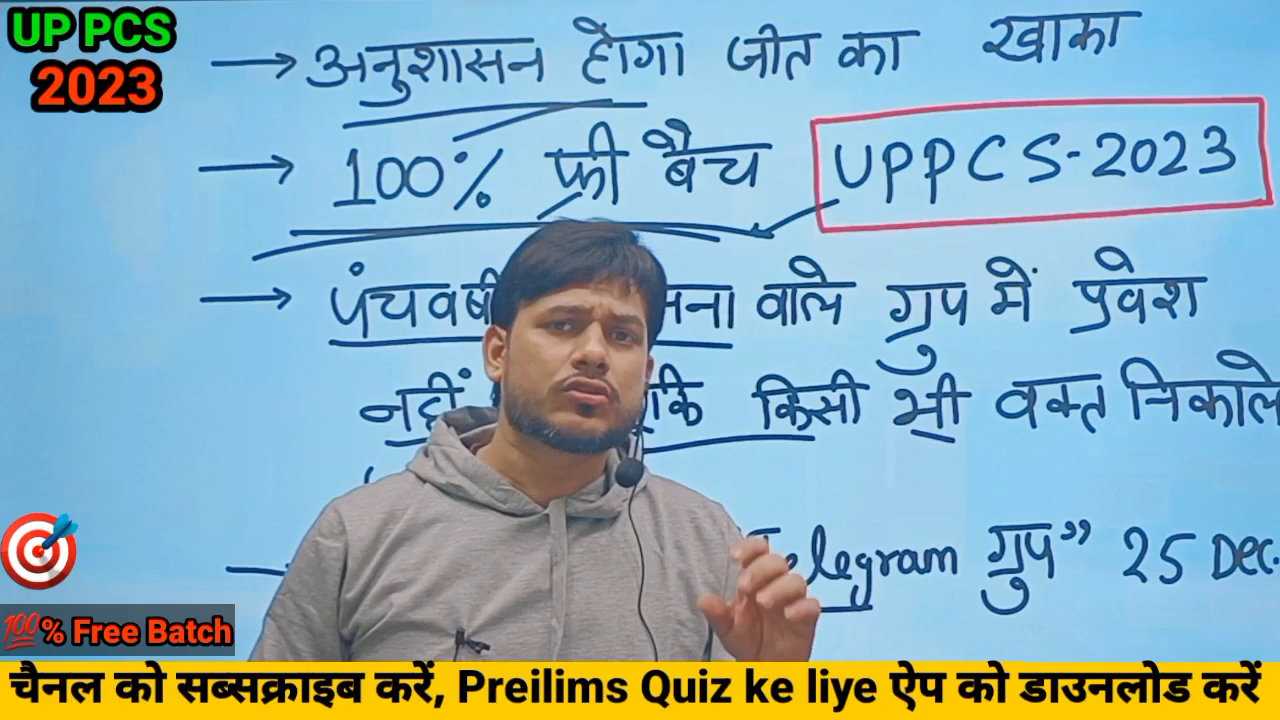 UP PCS
2023
→ अनुशासन होगा जीत का खाका
→ 100% फ्री बैच UPPCS-2023
→ वाले ग्रुप में प्रवेश
नहीं किसी भी वक्त निकाले
Telegram ग्रुप” 25 Dec.
💯% Free Batch
चैनल को सब्सक्राइब करें, Preilims Quiz ke liye ऐप को डाउनलोड करें